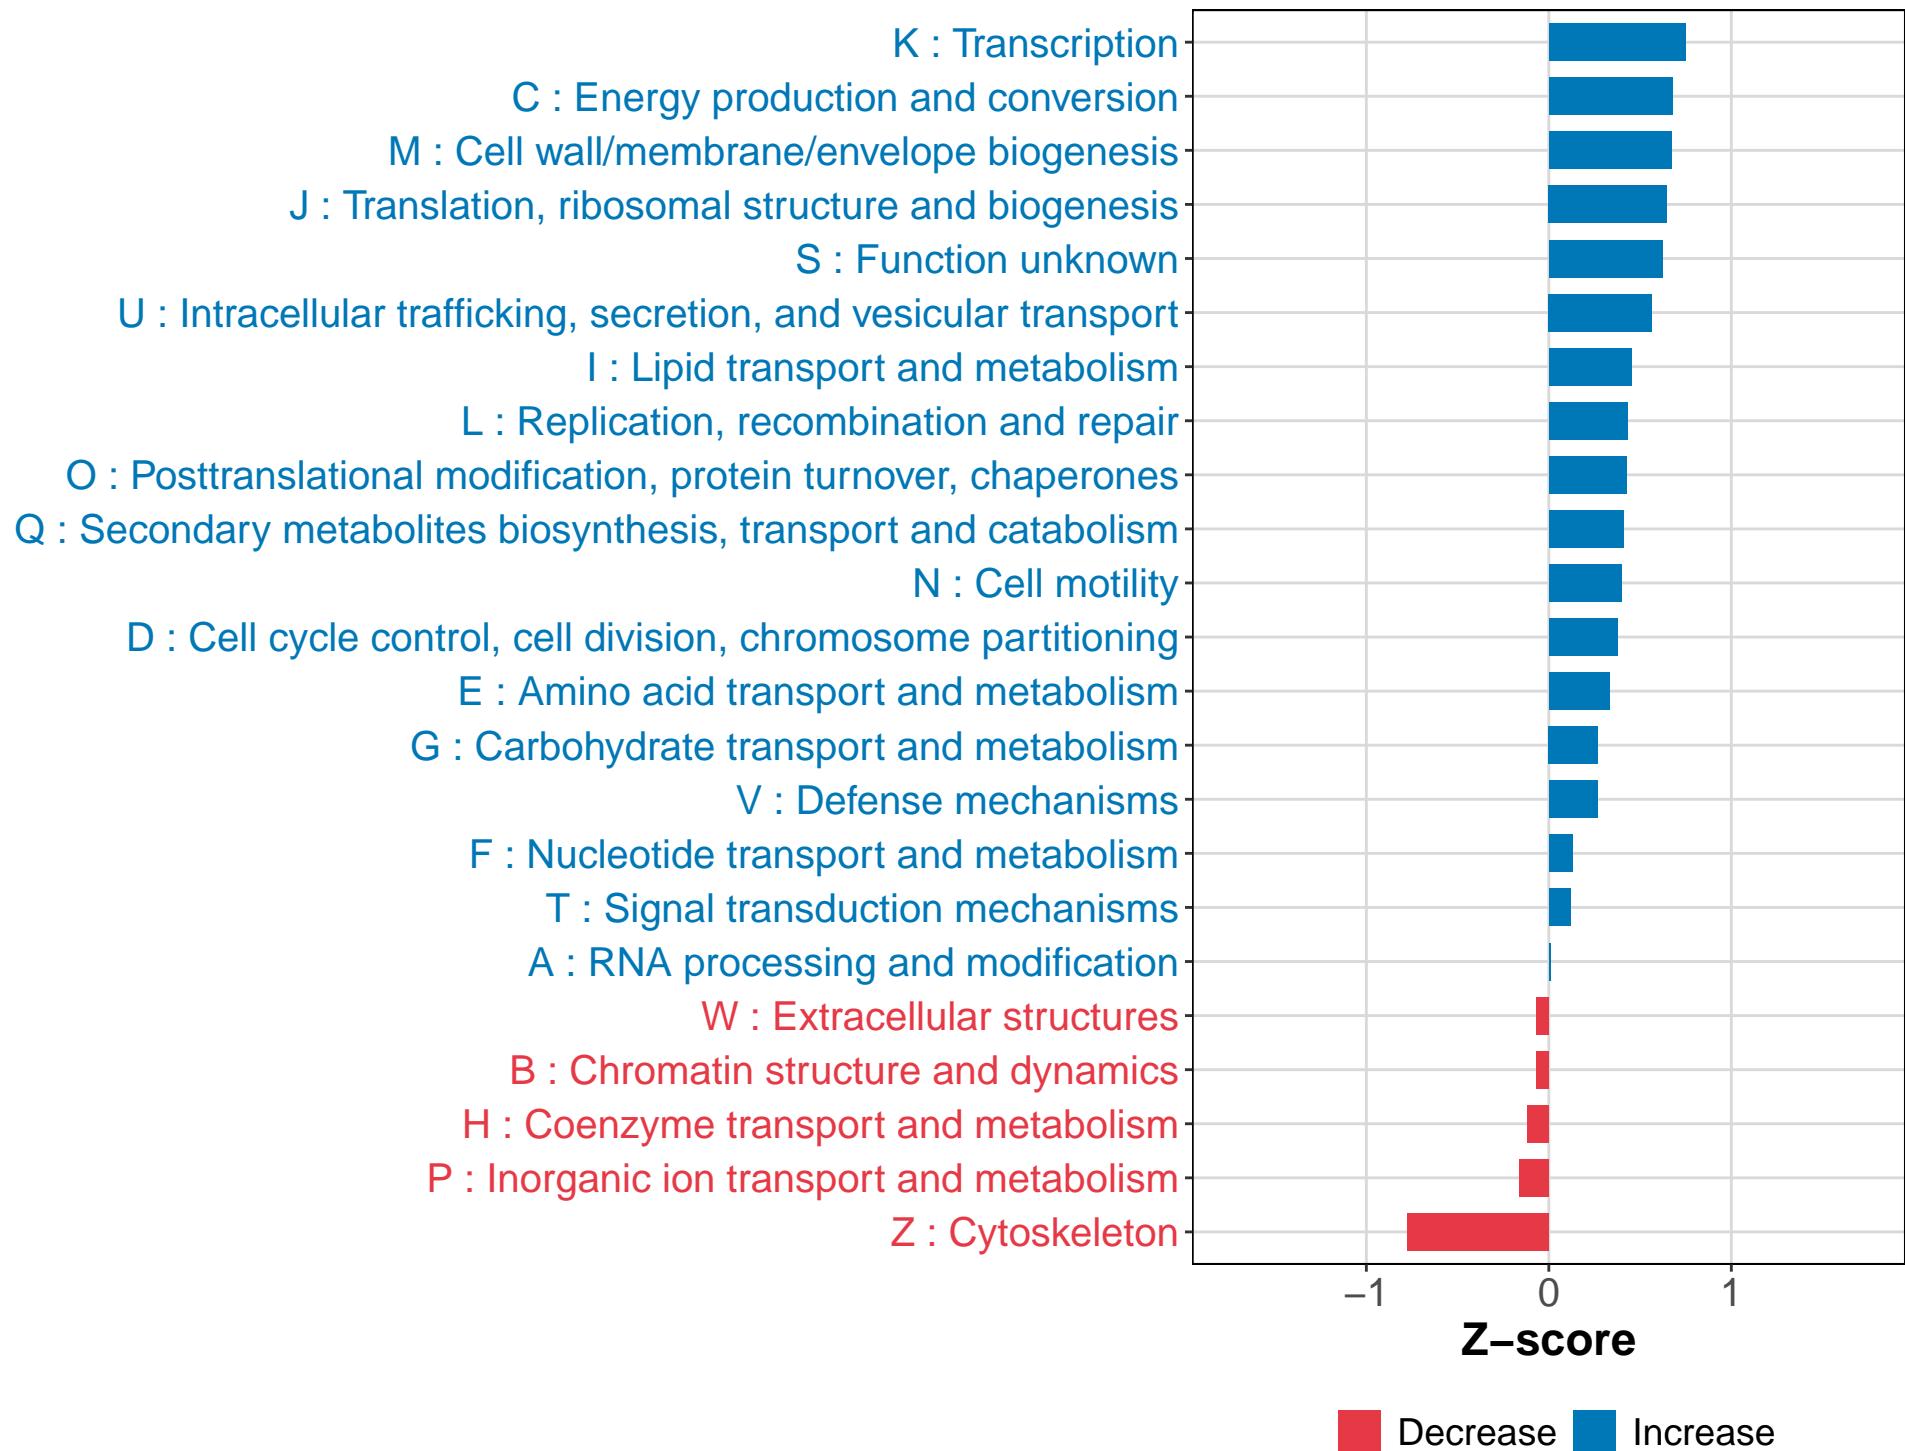 K : Transcription
C : Energy production and conversion
M : Cell wall/membrane/envelope biogenesis
J : Translation, ribosomal structure and biogenesis
S : Function unknown
U : Intracellular trafficking, secretion, and vesicular transport
I : Lipid transport and metabolism
L : Replication, recombination and repair
O : Posttranslational modification, protein turnover, chaperones
Q : Secondary metabolites biosynthesis, transport and catabolism
N : Cell motility
D : Cell cycle control, cell division, chromosome partitioning
E : Amino acid transport and metabolism
G : Carbohydrate transport and metabolism
V : Defense mechanisms
F : Nucleotide transport and metabolism
T : Signal transduction mechanisms
A : RNA processing and modification
W : Extracellular structures
B : Chromatin structure and dynamics
H : Coenzyme transport and metabolism
P : Inorganic ion transport and metabolism
Z : Cytoskeleton
−1 0 1
Z−score
Decrease Increase